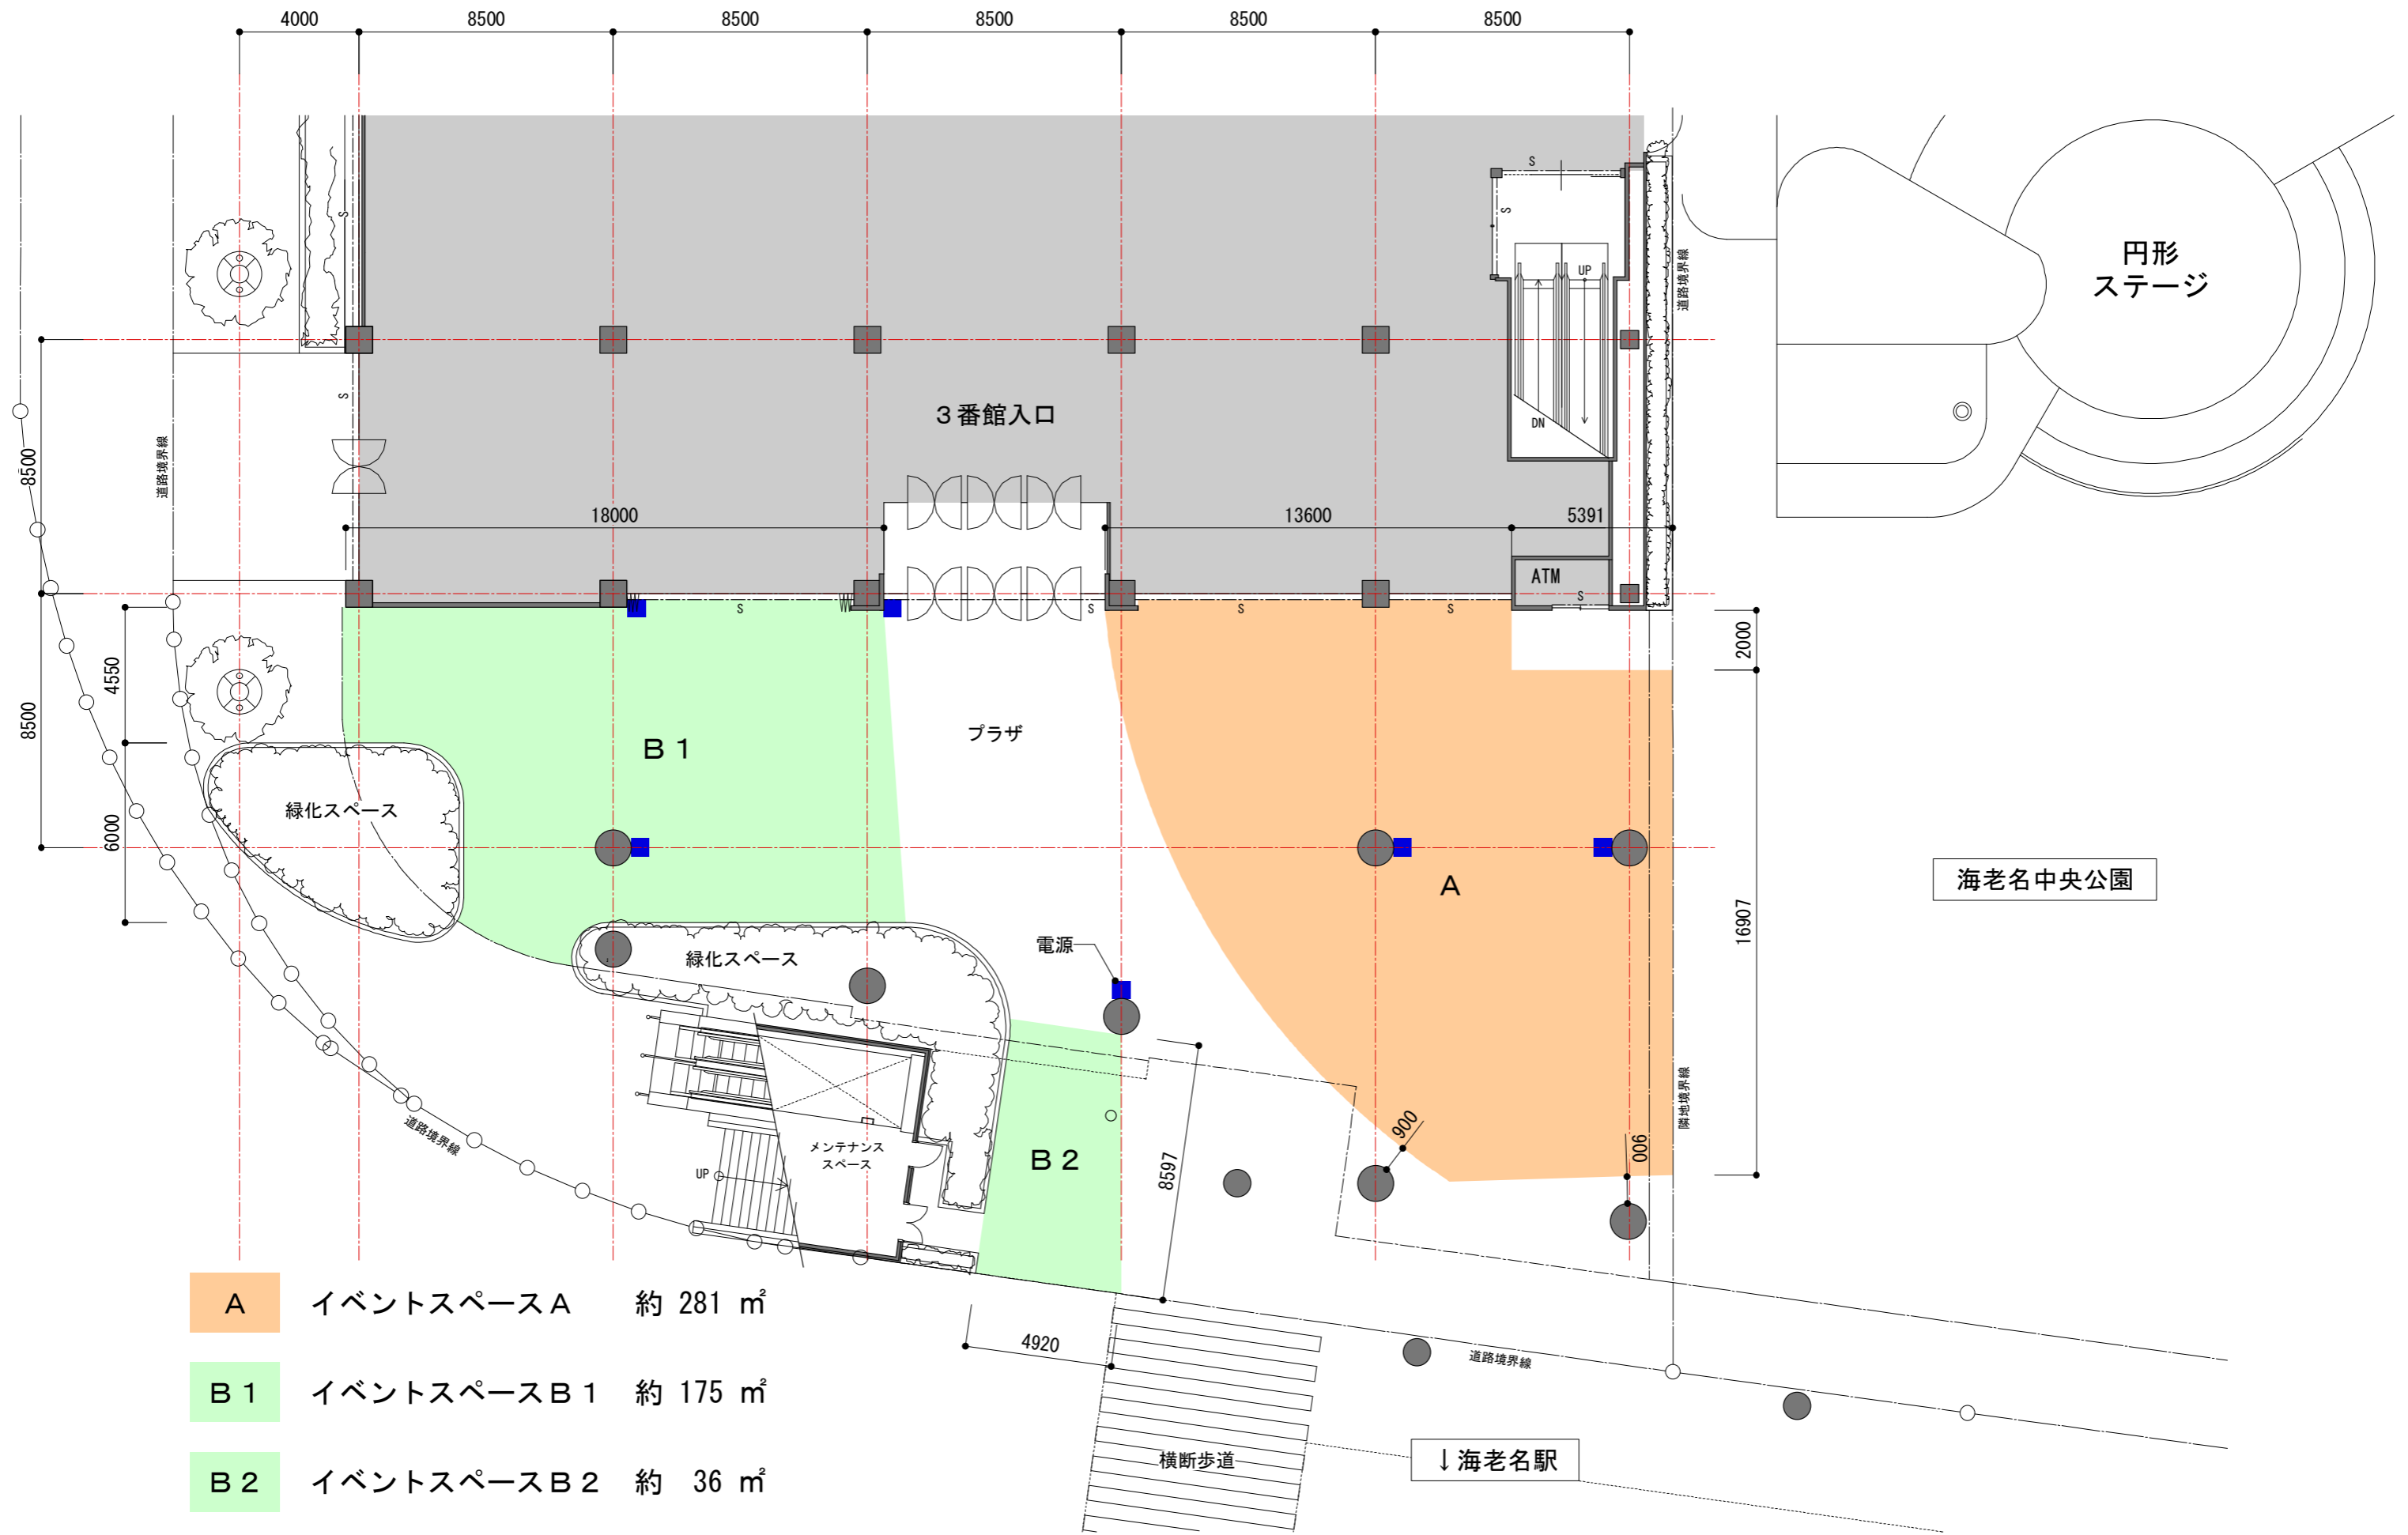 4000
8500
8500
8500
8500
8500
円形
ステージ
道路境界線
S
S
S
UP
DN
S
8500
道路境界線
3番館入口
18000
13600
5391
ATM
S
S
S
S
S
2000
4550
8500
B1
プラザ
緑化スペース
6000
A
海老名中央公園
16907
緑化スペース
電源
道路境界線
メンテナンス
スペース
UP
B2
8597
900
900
隣地境界線
A イベントスペースA 約 281 ㎡
4920
道路境界線
B1 イベントスペースB1 約 175 ㎡
横断歩道
↓海老名駅
B2 イベントスペースB2 約 36 ㎡